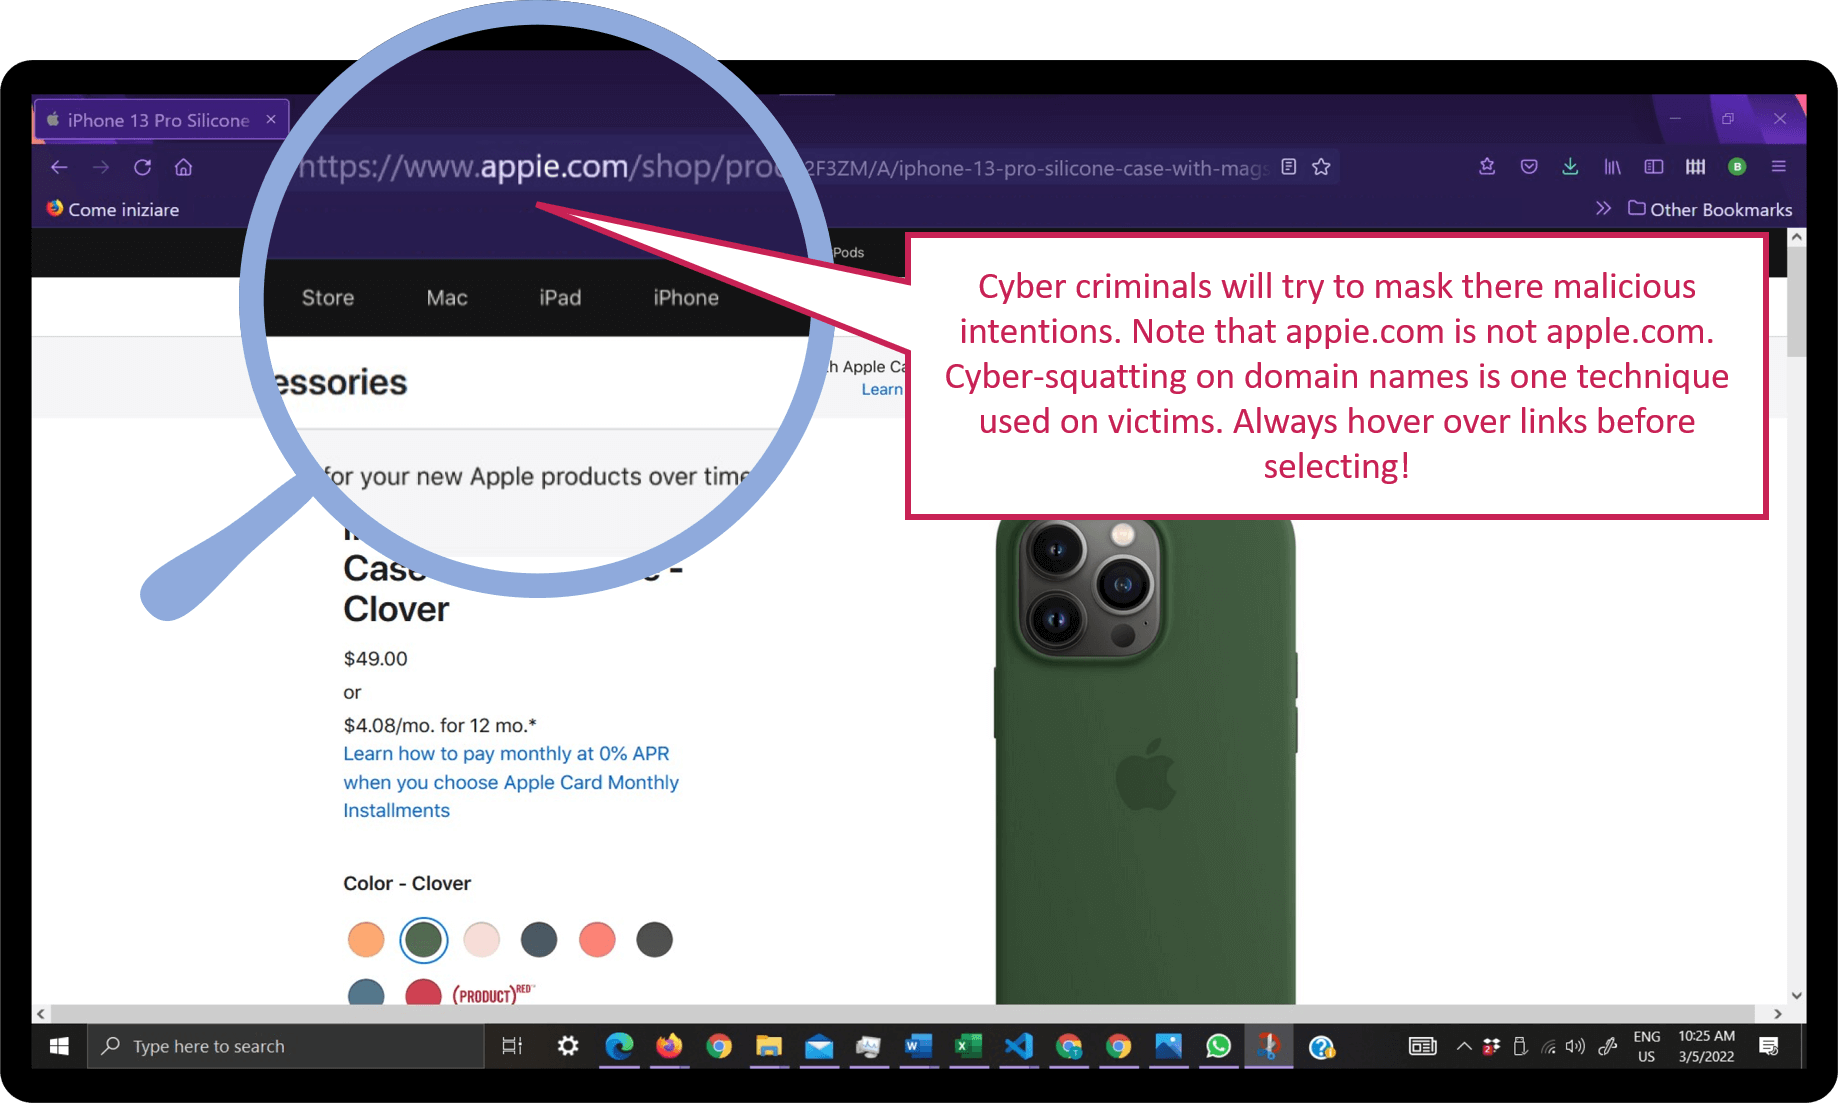 iPhone 13 Pro Silicone
https://www.appie.com/shop/proc 2F3ZM/A/iphone-13-pro-silicone-case-with-mags
B
Come iniziare
Other Bookmarks
Pods
Store Mac iPad iPhone
essories
h Apple Ca
Learn
for your new Apple products over time
Cyber criminals will try to mask there malicious
intentions. Note that appie.com is not apple.com.
Cyber-squatting on domain names is one technique
used on victims. Always hover over links before
selecting!
Case -
Clover
$49.00
or
$4.08/mo. for 12 mo.*
Learn how to pay monthly at 0% APR
when you choose Apple Card Monthly
Installments
Color - Clover
(PRODUCT)RED™
Type here to search
ENG
US
10:25 AM
3/5/2022